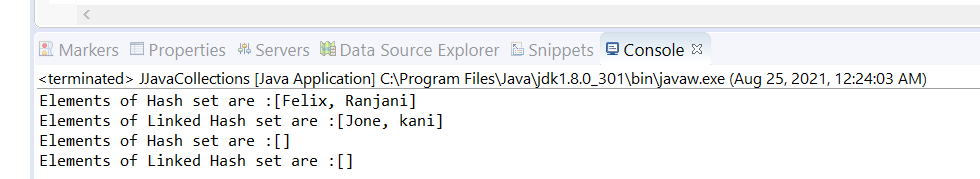 Markers Properties Servers Data Source Explorer Snippets Console
<terminated> JJavaCollections [Java Application] C:\Program Files\Java\jdk1.8.0_301\bin\javaw.exe (Aug 25, 2021, 12:24:03 AM)
Elements of Hash set are :[Felix, Ranjani]
Elements of Linked Hash set are :[Jone, kani]
Elements of Hash set are :[]
Elements of Linked Hash set are :[]